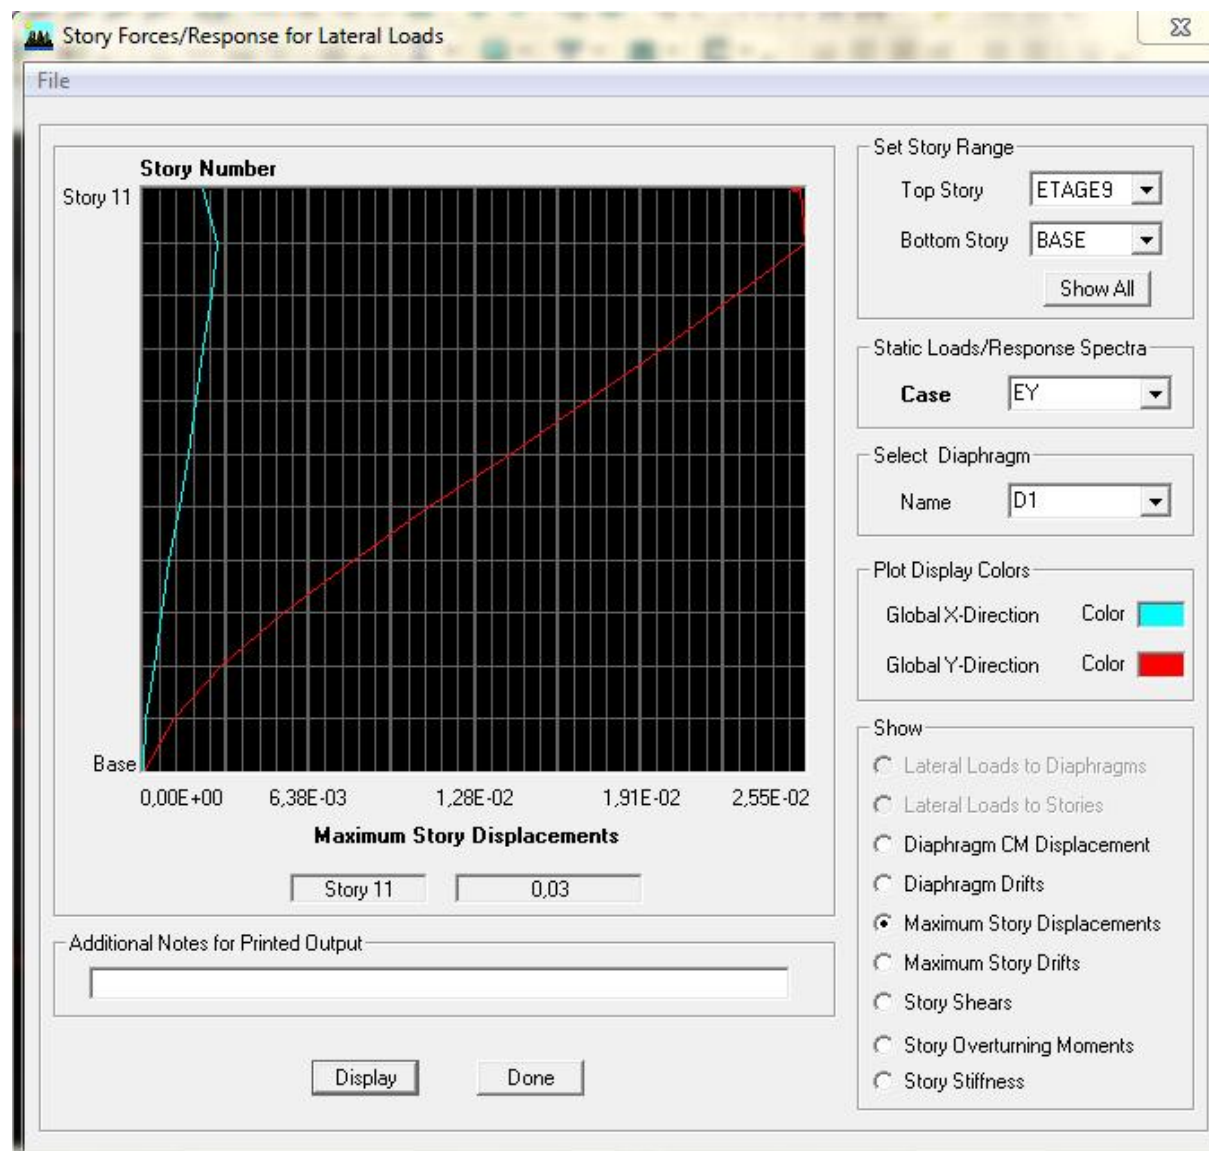 Story Forces/Response for Lateral Loads
File
Story Number
Story 11
Base
0,00E+00 6,38E-03 1,28E-02 1,91E-02 2,55E-02
Maximum Story Displacements
Story 11 0,03
Additional Notes for Printed Output
Display Done
Set Story Range
Top Story ETAGE9
Bottom Story BASE
Show All
Static Loads/Response Spectra
Case EY
Select Diaphragm
Name D1
Plot Display Colors
Global X-Direction Color
Global Y-Direction Color
Show
Lateral Loads to Diaphragms
Lateral Loads to Stories
Diaphragm CM Displacement
Diaphragm Drifts
Maximum Story Displacements
Maximum Story Drifts
Story Shears
Story Overturning Moments
Story Stiffness